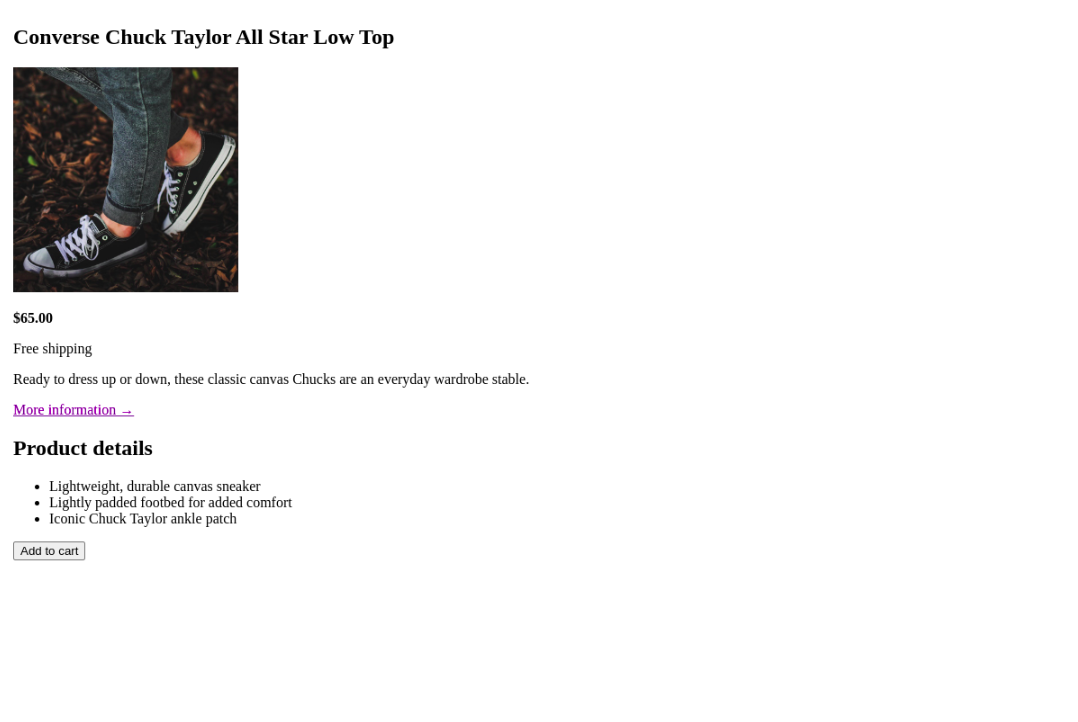 Converse Chuck Taylor All Star Low Top
$65.00
Free shipping
Ready to dress up or down, these classic canvas Chucks are an everyday wardrobe stable.
More information →
Product details
Lightweight, durable canvas sneaker
Lightly padded footbed for added comfort
Iconic Chuck Taylor ankle patch
Add to cart